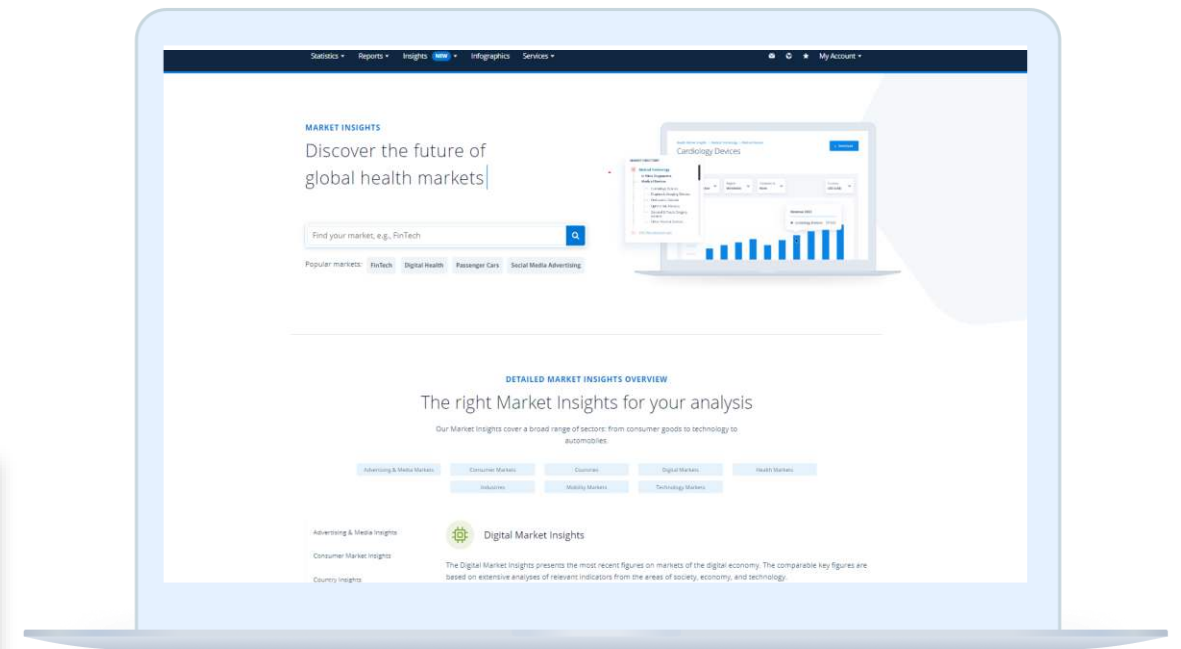 Statistics Reports Insights NEW Infographics Services My Account
MARKET INSIGHTS
Discover the future of
global health markets
Find your market, e.g., FinTech
Popular markets: FinTech Digital Health Passenger Cars Social Media Advertising
Cardiology Devices
DETAILED MARKET INSIGHTS OVERVIEW
The right Market Insights for your analysis
Our Market Insights cover a broad range of sectors: from consumer goods to technology to
automobiles.
Advertising & Media Markets Consumer Markets Countries Digital Markets Health Markets
Industries Mobility Markets Technology Markets
Advertising & Media Insights
Consumer Market Insights
Country Insights
Digital Market Insights
The Digital Market Insights presents the most recent figures on markets of the digital economy. The comparable key figures are
based on extensive analyses of relevant indicators from the areas of society, economy, and technology.